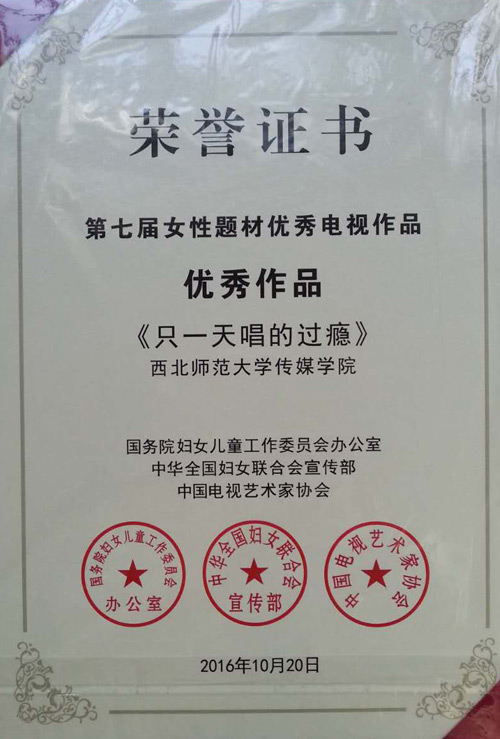 荣誉证书
第七届女性题材优秀电视作品
优秀作品
《只一天唱的过瘾》
西北师范大学传媒学院
国务院妇女儿童工作委员会办公室
中华全国妇女联合会宣传部
中国电视艺术家协会
国务院妇女儿童工作委员会
办公室
中华全国妇女联合会
宣传部
中国电视艺术家协会
2016年10月20日